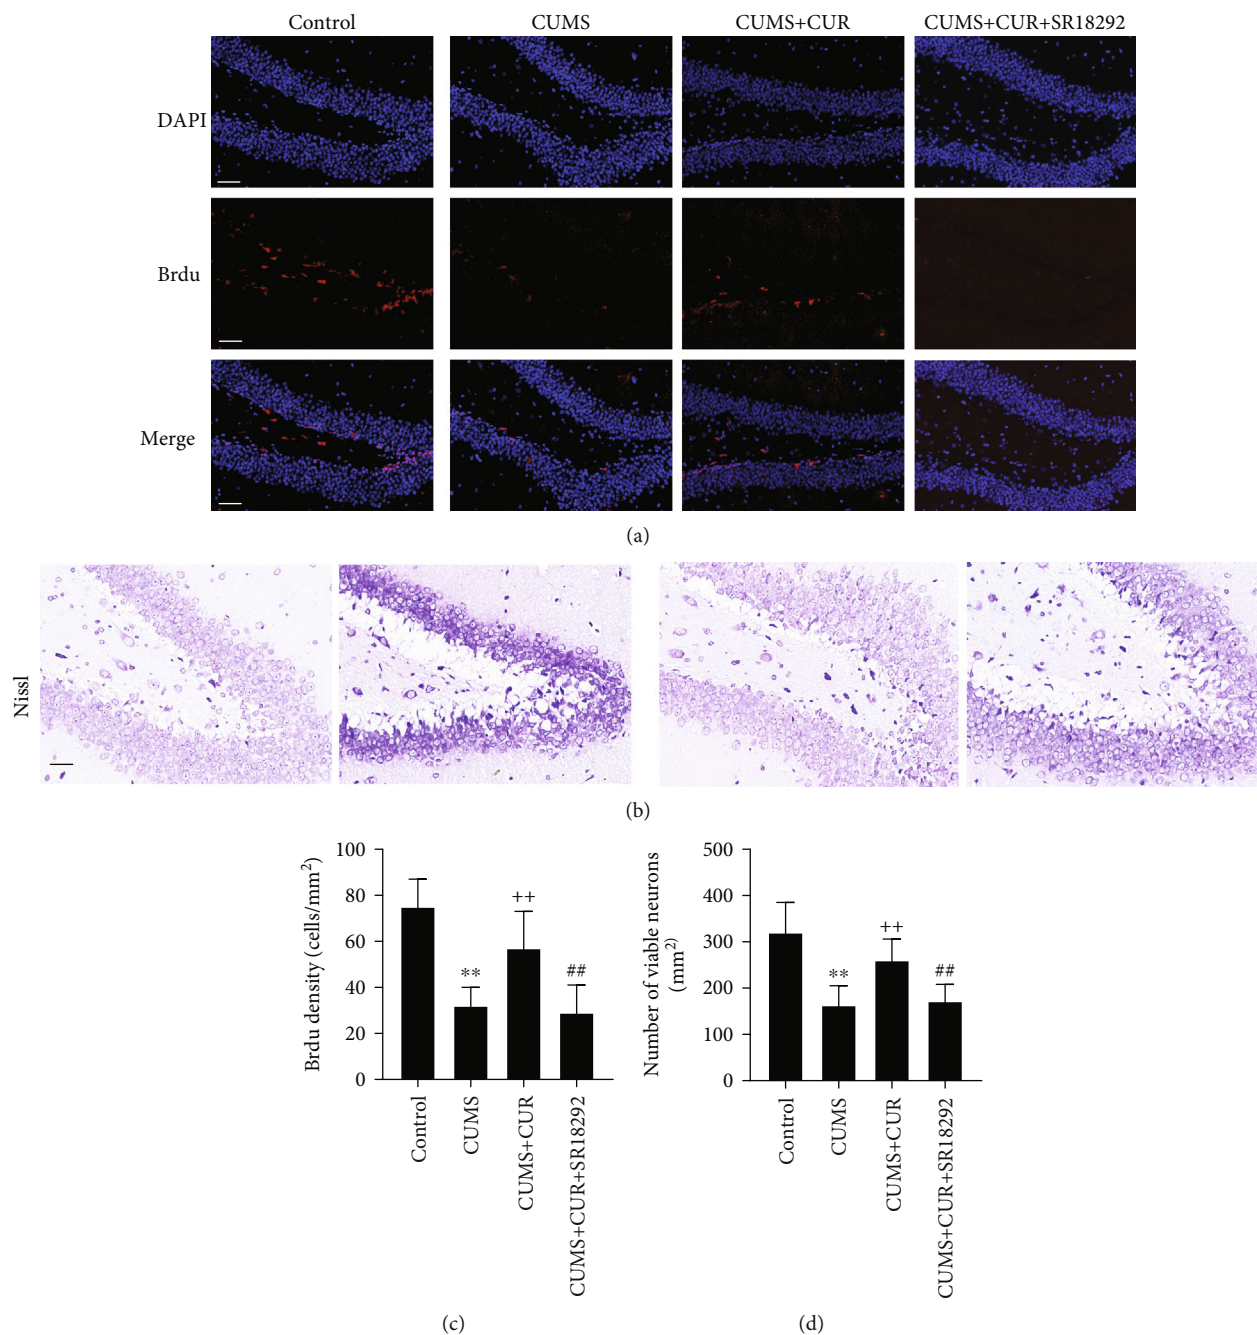 Control CUMS CUMS+CUR CUMS+CUR+SR18292
DAPI
Brdu
Merge
(a)
Nissl
(b)
Brdu density (cells/mm²)
100
80
60
40
20
0
**
++
##
Control
CUMS
CUMS+CUR
CUMS+CUR+SR18292
(c)
Number of viable neurons
(mm²)
500
400
300
200
100
0
**
++
##
Control
CUMS
CUMS+CUR
CUMS+CUR+SR18292
(d)